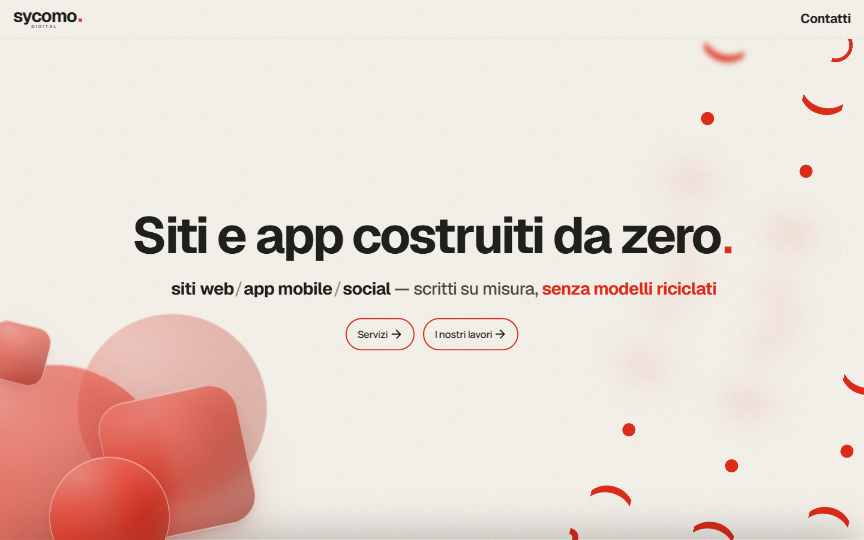 sycomo.
DIGITAL
Contatti
Siti e app costruiti da zero.
siti web/app mobile/social — scritti su misura, senza modelli riciclati
Servizi →
I nostri lavori →